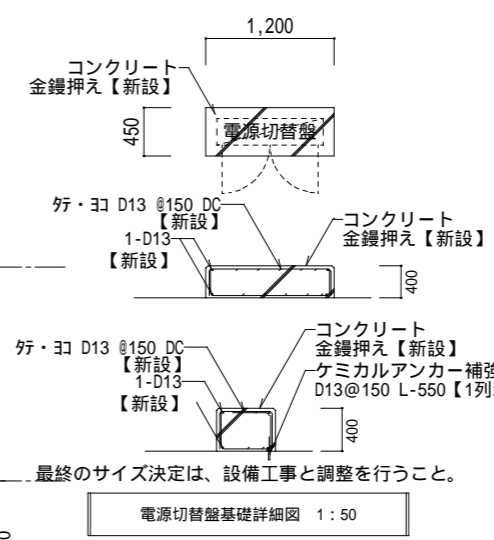 1,200
コンクリート
金鏝押え【新設】
450
電源切替盤
ﾀﾃ・ﾖｺ D13 @150 DC
【新設】
1-D13
【新設】
コンクリート
金鏝押え【新設】
400
ﾀﾃ・ﾖｺ D13 @150 DC
【新設】
1-D13
【新設】
コンクリート
金鏝押え【新設】
ケミカルアンカー補強
D13@150 L-550【1列
400
最終のサイズ決定は、設備工事と調整を行うこと。
電源切替盤基礎詳細図 1：50
0